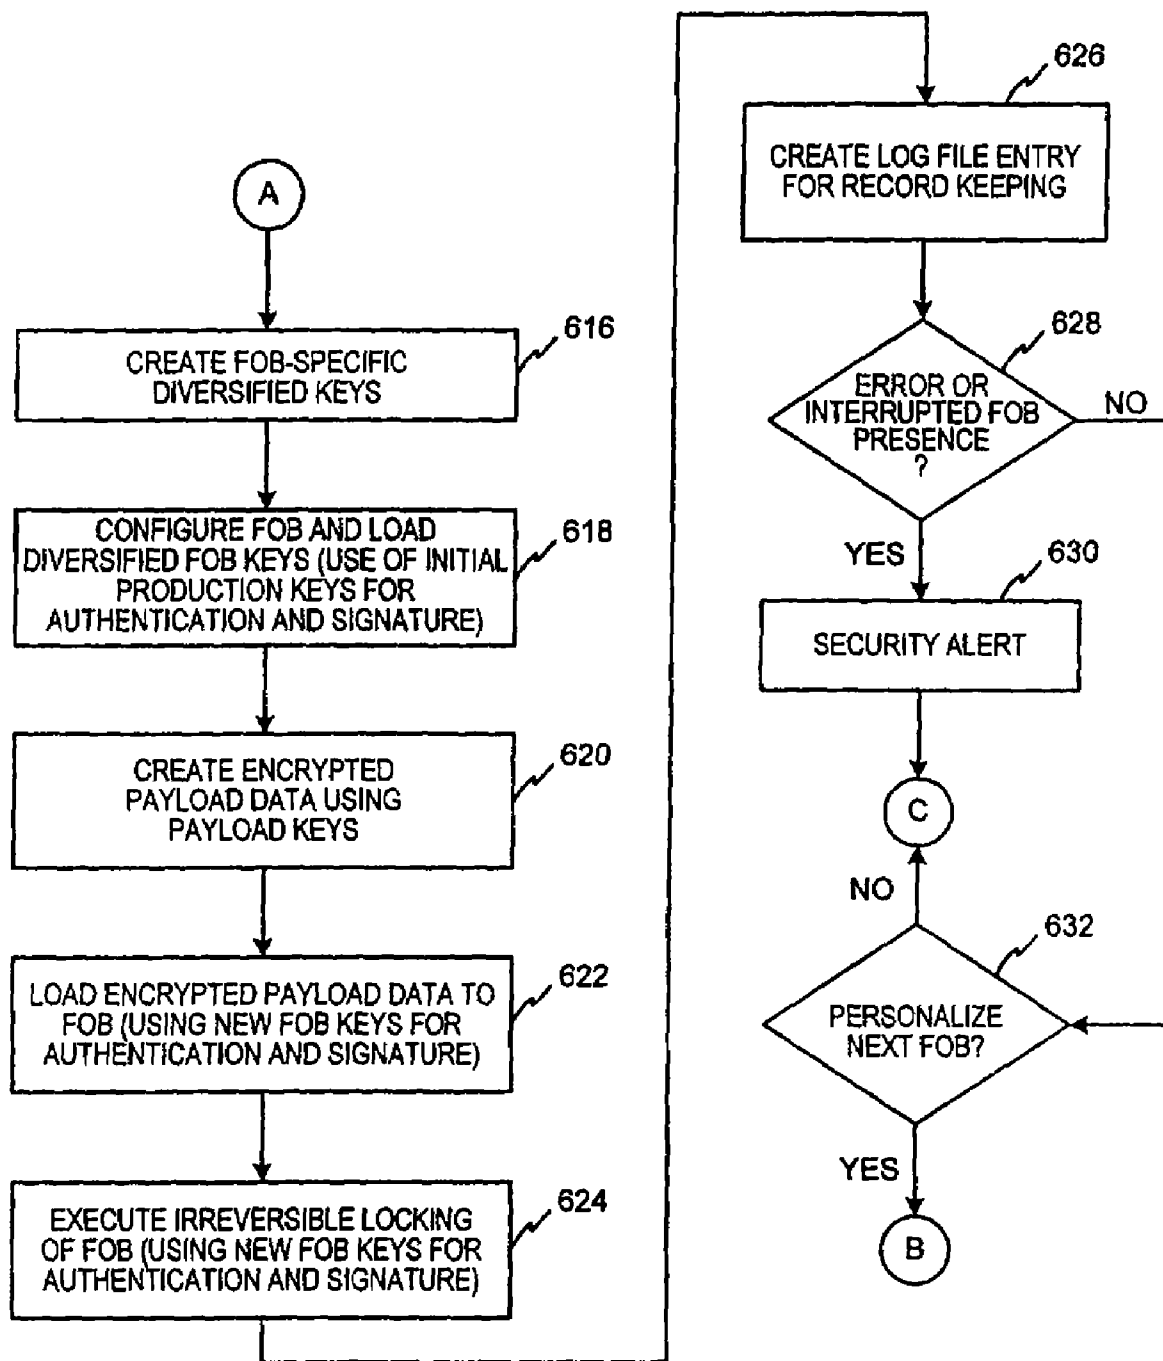 A
616
CREATE FOB-SPECIFIC
DIVERSIFIED KEYS
618
CONFIGURE FOB AND LOAD
DIVERSIFIED FOB KEYS (USE OF INITIAL
PRODUCTION KEYS FOR
AUTHENTICATION AND SIGNATURE)
620
CREATE ENCRYPTED
PAYLOAD DATA USING
PAYLOAD KEYS
622
LOAD ENCRYPTED PAYLOAD DATA TO
FOB (USING NEW FOB KEYS FOR
AUTHENTICATION AND SIGNATURE)
624
EXECUTE IRREVERSIBLE LOCKING
OF FOB (USING NEW FOB KEYS FOR
AUTHENTICATION AND SIGNATURE)
626
CREATE LOG FILE ENTRY
FOR RECORD KEEPING
628
ERROR OR
INTERRUPTED FOB
PRESENCE
?
NO
YES
630
SECURITY ALERT
C
NO
632
PERSONALIZE
NEXT FOB?
YES
B